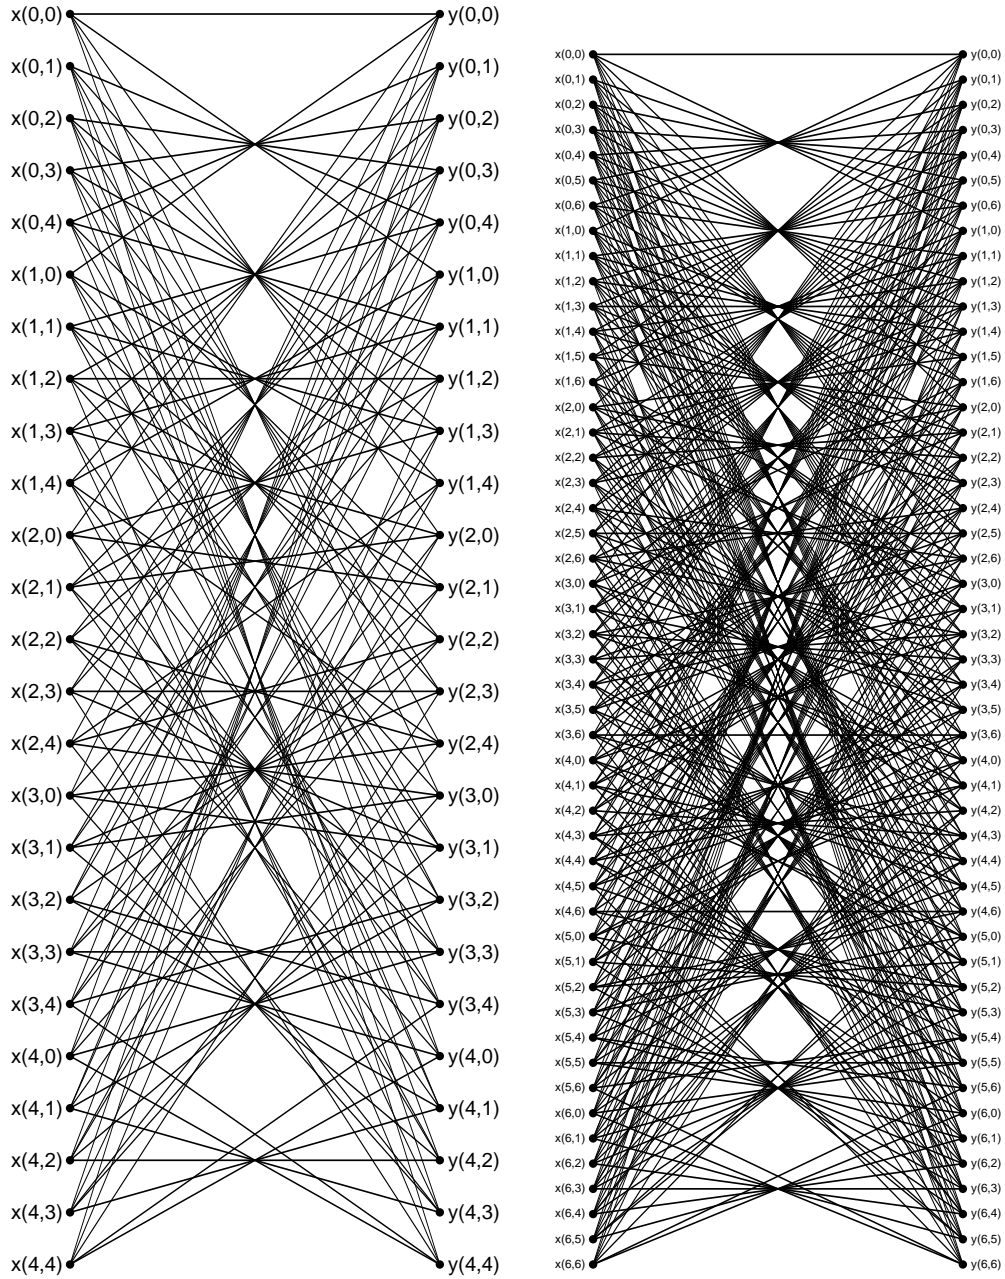 x(0,0) y(0,0)
x(0,1) y(0,1)
x(0,2) y(0,2)
x(0,3) y(0,3)
x(0,4) y(0,4)
x(1,0) y(1,0)
x(1,1) y(1,1)
x(1,2) y(1,2)
x(1,3) y(1,3)
x(1,4) y(1,4)
x(2,0) y(2,0)
x(2,1) y(2,1)
x(2,2) y(2,2)
x(2,3) y(2,3)
x(2,4) y(2,4)
x(3,0) y(3,0)
x(3,1) y(3,1)
x(3,2) y(3,2)
x(3,3) y(3,3)
x(3,4) y(3,4)
x(4,0) y(4,0)
x(4,1) y(4,1)
x(4,2) y(4,2)
x(4,3) y(4,3)
x(4,4) y(4,4)
x(0,0) y(0,0)
x(0,1) y(0,1)
x(0,2) y(0,2)
x(0,3) y(0,3)
x(0,4) y(0,4)
x(0,5) y(0,5)
x(0,6) y(0,6)
x(1,0) y(1,0)
x(1,1) y(1,1)
x(1,2) y(1,2)
x(1,3) y(1,3)
x(1,4) y(1,4)
x(1,5) y(1,5)
x(1,6) y(1,6)
x(2,0) y(2,0)
x(2,1) y(2,1)
x(2,2) y(2,2)
x(2,3) y(2,3)
x(2,4) y(2,4)
x(2,5) y(2,5)
x(2,6) y(2,6)
x(3,0) y(3,0)
x(3,1) y(3,1)
x(3,2) y(3,2)
x(3,3) y(3,3)
x(3,4) y(3,4)
x(3,5) y(3,5)
x(3,6) y(3,6)
x(4,0) y(4,0)
x(4,1) y(4,1)
x(4,2) y(4,2)
x(4,3) y(4,3)
x(4,4) y(4,4)
x(4,5) y(4,5)
x(4,6) y(4,6)
x(5,0) y(5,0)
x(5,1) y(5,1)
x(5,2) y(5,2)
x(5,3) y(5,3)
x(5,4) y(5,4)
x(5,5) y(5,5)
x(5,6) y(5,6)
x(6,0) y(6,0)
x(6,1) y(6,1)
x(6,2) y(6,2)
x(6,3) y(6,3)
x(6,4) y(6,4)
x(6,5) y(6,5)
x(6,6) y(6,6)